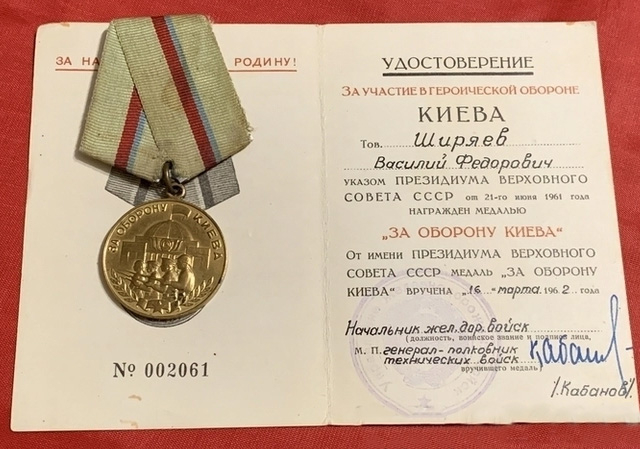 ЗА НА РОДИНУ!
ЗА ОБОРОНУ КИЕВА
№ 002061
УДОСТОВЕРЕНИЕ
ЗА УЧАСТИЕ В ГЕРОИЧЕСКОЙ ОБОРОНЕ
КИЕВА
Тов. Ширяев
Василий Федорович
УКАЗОМ ПРЕЗИДИУМА ВЕРХОВНОГО
СОВЕТА СССР от 21-го июня 1961 года
НАГРАЖДЕН МЕДАЛЬЮ
„ЗА ОБОРОНУ КИЕВА“
От имени ПРЕЗИДИУМА ВЕРХОВНОГО
СОВЕТА СССР МЕДАЛЬ „ЗА ОБОРОНУ
КИЕВА“ ВРУЧЕНА „16“ марта 1962 года
Начальник жел. дор. войск
(должность, воинское звание и подпись лица,
М. П. генерал-полковник
технических войск Кабанов
вручившего медаль)
/.Кабанов/.